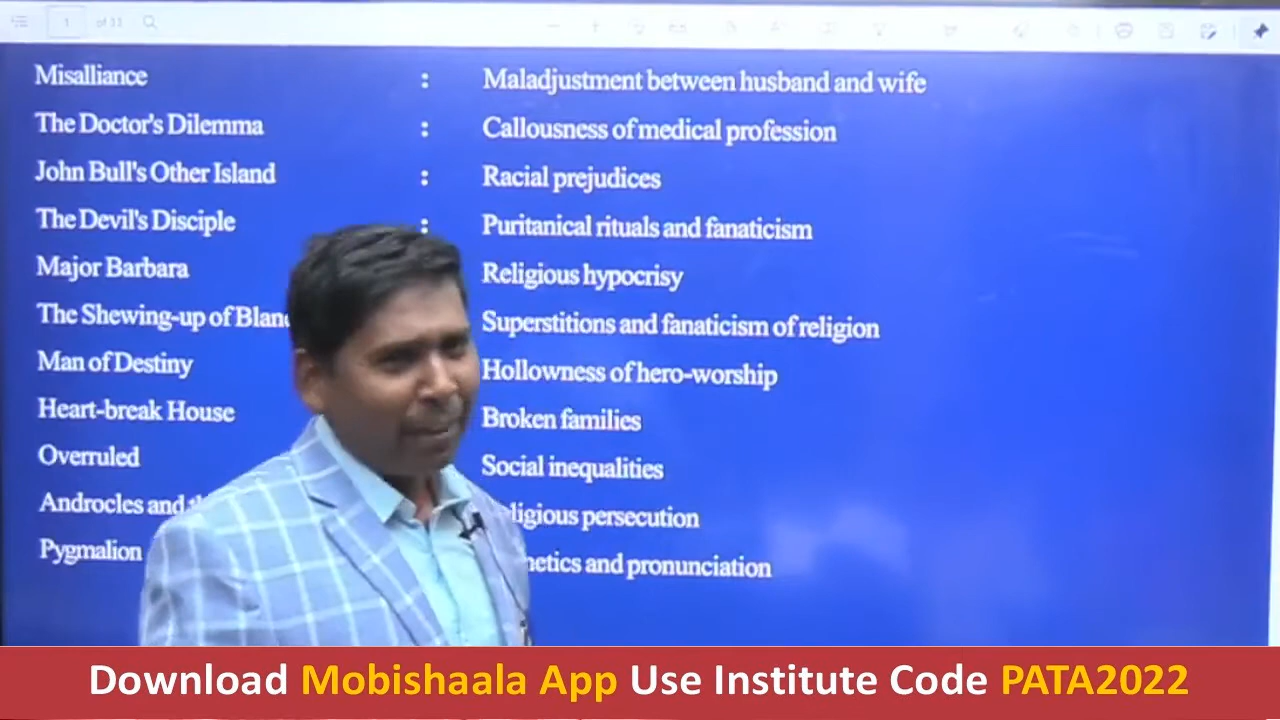 1 of 11
Misalliance : Maladjustment between husband and wife
The Doctor's Dilemma : Callousness of medical profession
John Bull's Other Island : Racial prejudices
The Devil's Disciple : Puritanical rituals and fanaticism
Major Barbara Religious hypocrisy
The Shewing-up of Superstitions and fanaticism of religion
Man of Destiny Hollowness of hero-worship
Heart-break House Broken families
Overruled Social inequalities
Androcles and persecution
Pygmalion and pronunciation
Download Mobishaala App Use Institute Code PATA2022